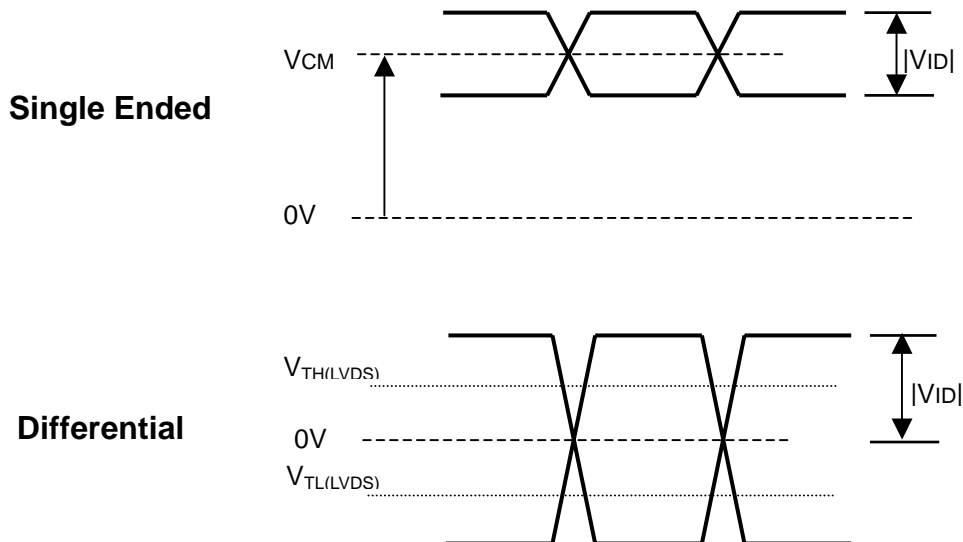 VCM
|VID|
Single Ended
0V
VTH(LVDS)
|VID|
Differential
0V
VTL(LVDS)